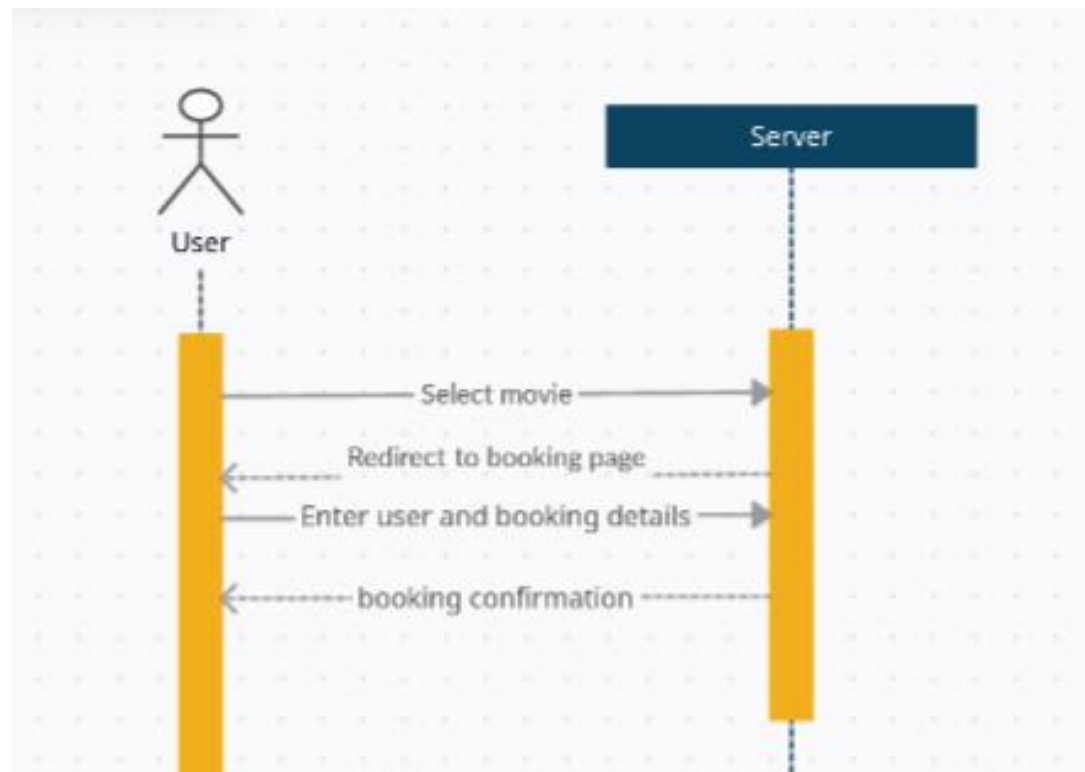 Server
User
Select movie
Redirect to booking page
Enter user and booking details
booking confirmation